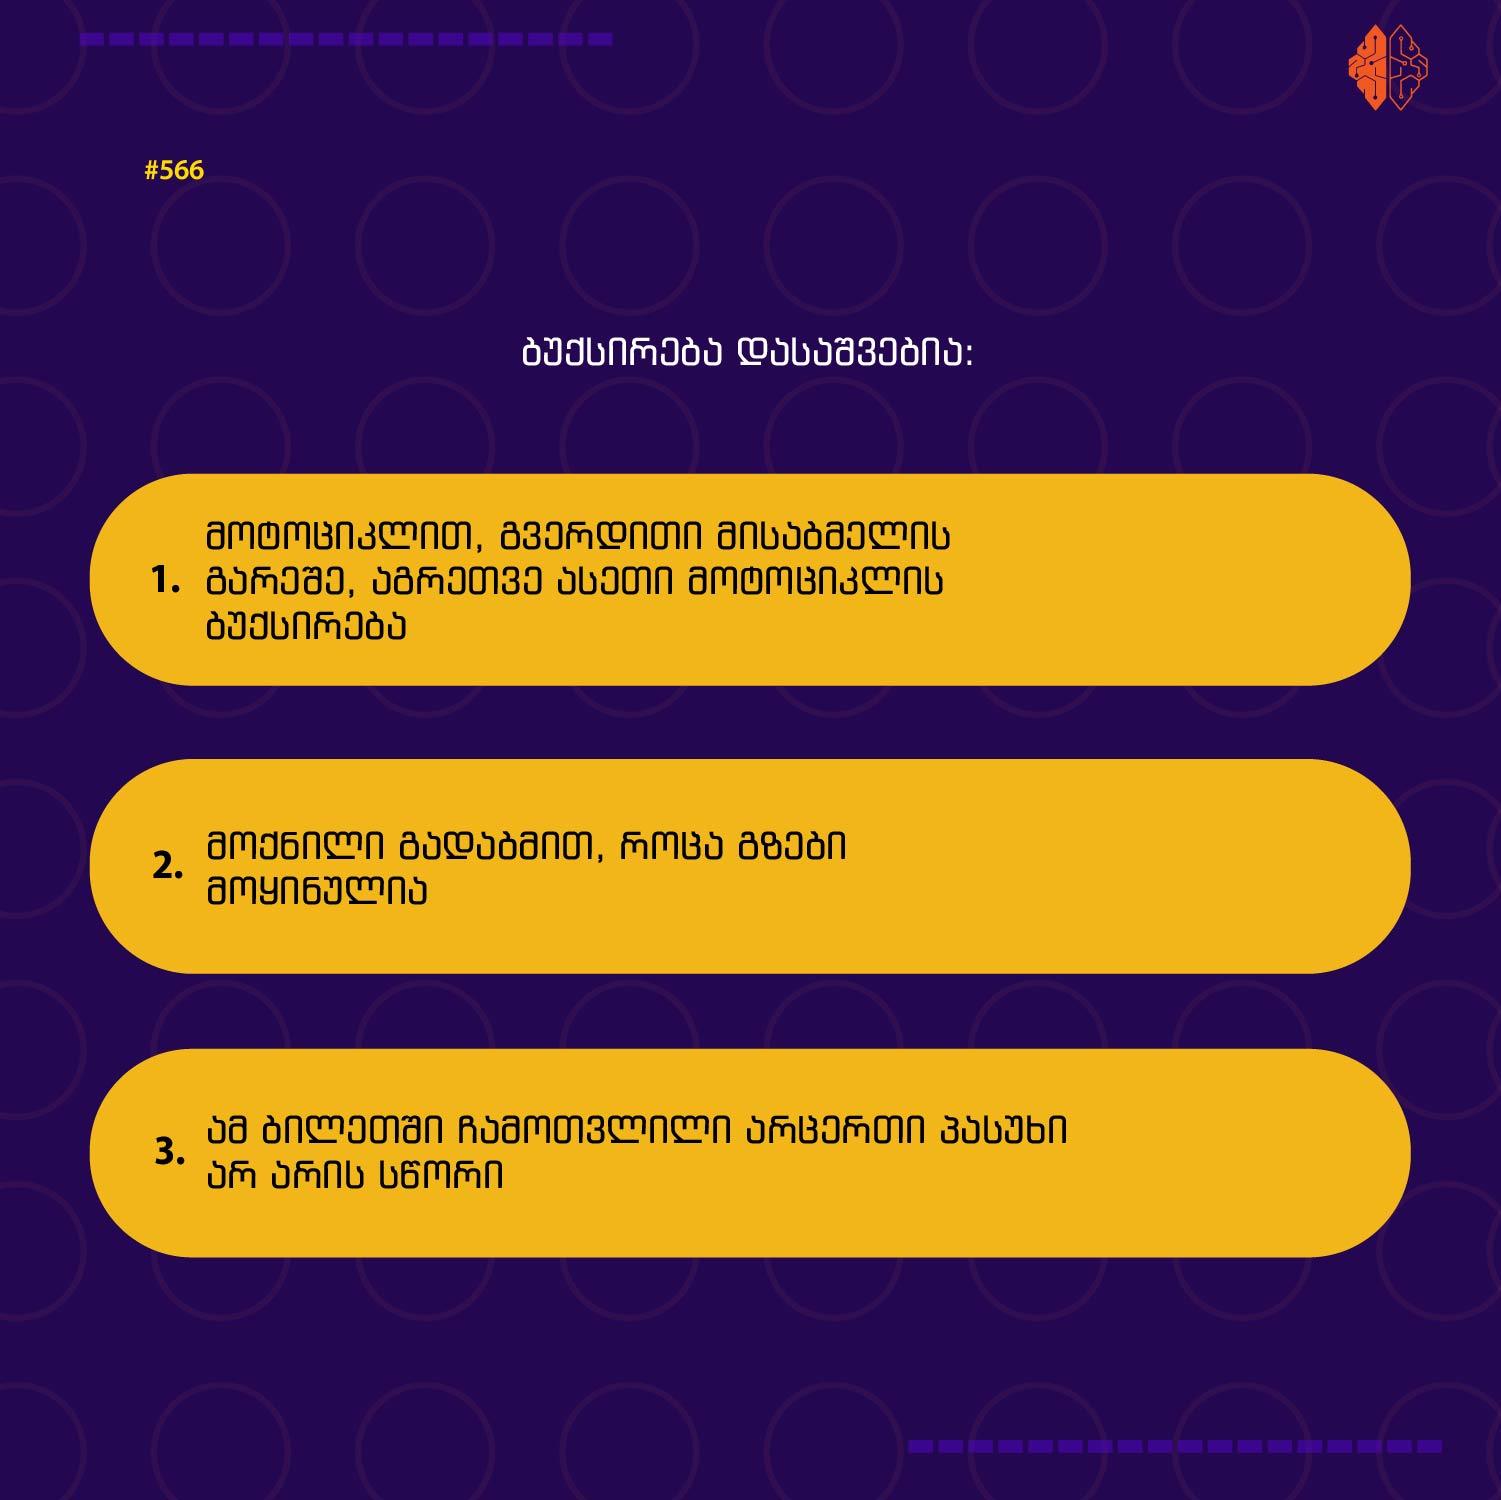 #566
ბუქსირება დასაშვებია:
1. მოტოციკლით, გვერდითი მისაბმელის
გარეშე, აგრეთვე ასეთი მოტოციკლის
ბუქსირება
2. მოქნილი გადაბმით, როცა გზები
მოყინულია
3. ამ ბილეთში ჩამოთვლილი არცერთი პასუხი
არ არის სწორი